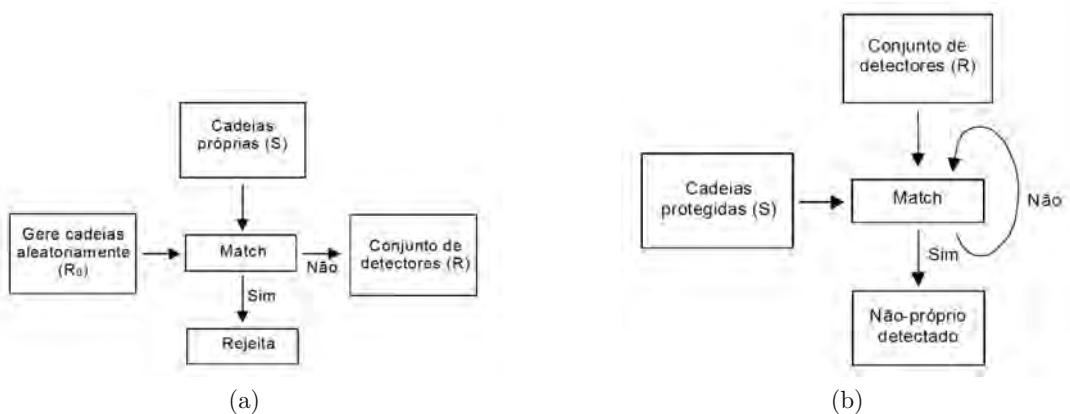 Cadeias
próprias (S)
Gere cadeias
aleatoriamente
(R₀)
Match
Não
Conjunto de
detectores (R)
Sim
Rejeita
(a)
Conjunto de
detectores (R)
Cadeias
protegidas (S)
Match
Não
Sim
Não-próprio
detectado
(b)